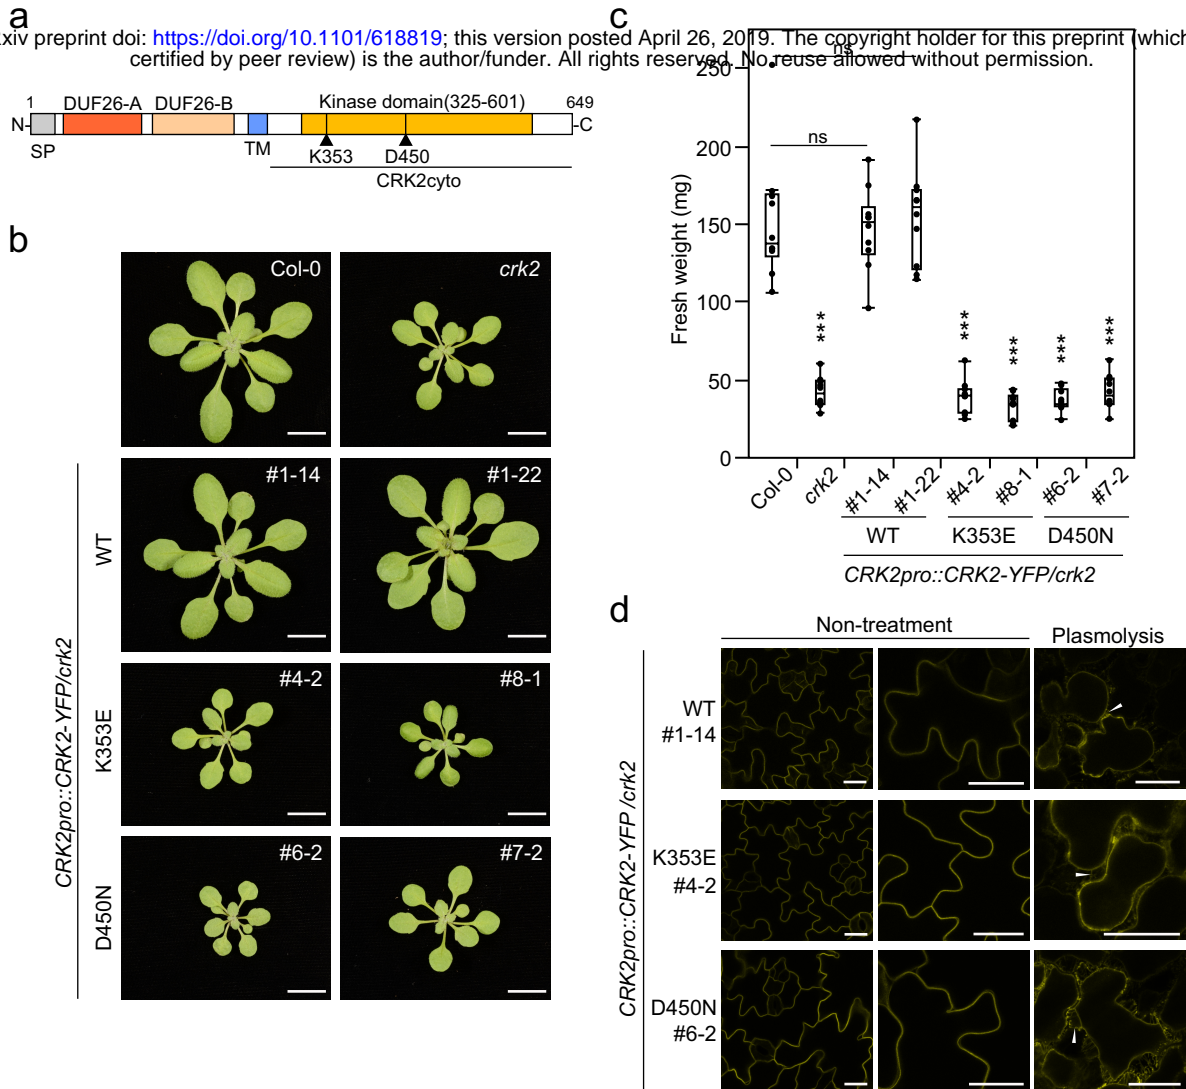 a
c
xiv preprint doi: https://doi.org/10.1101/618819; this version posted April 26, 2019. The copyright holder for this preprint (which
certified by peer review) is the author/funder. All rights reserved. No reuse allowed without permission.
1
DUF26-A
DUF26-B
Kinase domain(325-601)
649
N-
-C
SP
TM
K353
D450
CRK2cyto
b
Col-0
crk2
#1-14
#1-22
WT
#4-2
#8-1
K353E
#6-2
#7-2
D450N
CRK2pro::CRK2-YFP/crk2
ns
ns
250
200
150
100
50
0
Fresh weight (mg)
***
***
***
***
***
Col-0
crk2
#1-14
#1-22
#4-2
#8-1
#6-2
#7-2
WT
K353E
D450N
CRK2pro::CRK2-YFP/crk2
d
Non-treatment
Plasmolysis
WT
#1-14
K353E
#4-2
D450N
#6-2
CRK2pro::CRK2-YFP /crk2